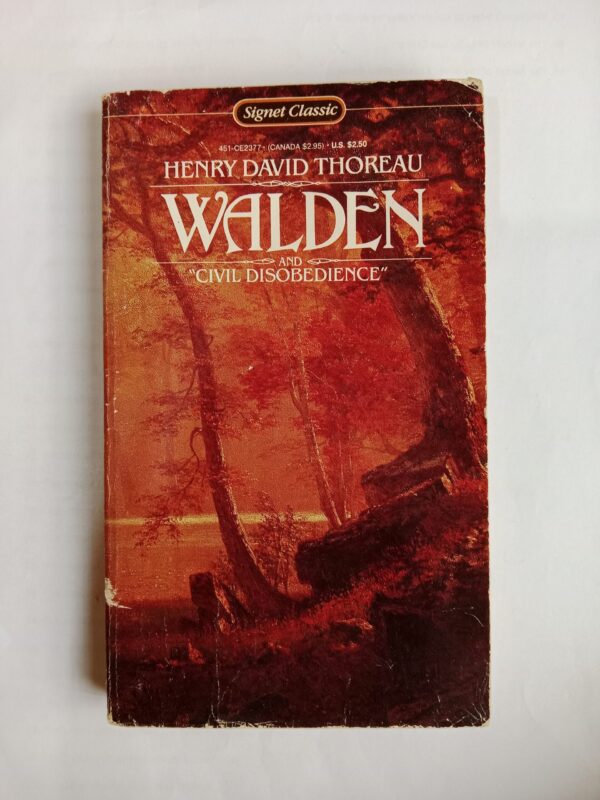 Signet Classic
451-CE2377 • (CANADA $2.95) • U.S. $2.50
HENRY DAVID THOREAU
WALDEN
AND
"CIVIL DISOBEDIENCE"